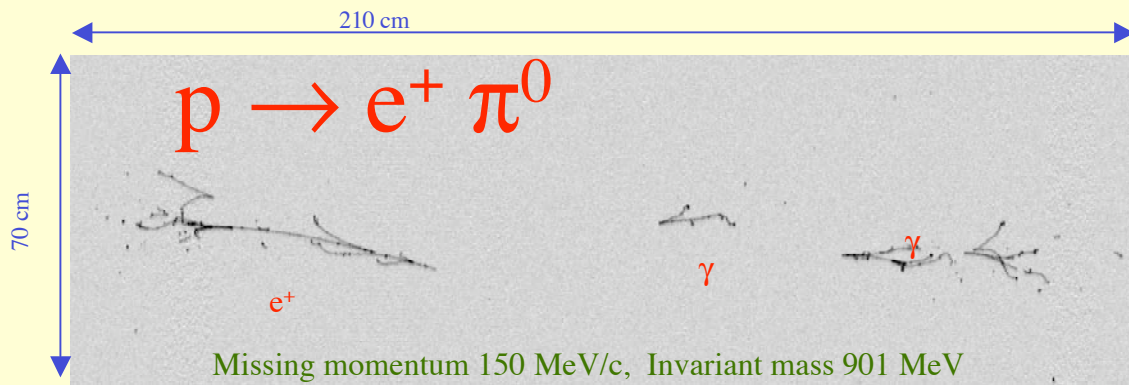 210 cm
p → e⁺ π⁰
70 cm
γ
e⁺
γ
Missing momentum 150 MeV/c, Invariant mass 901 MeV